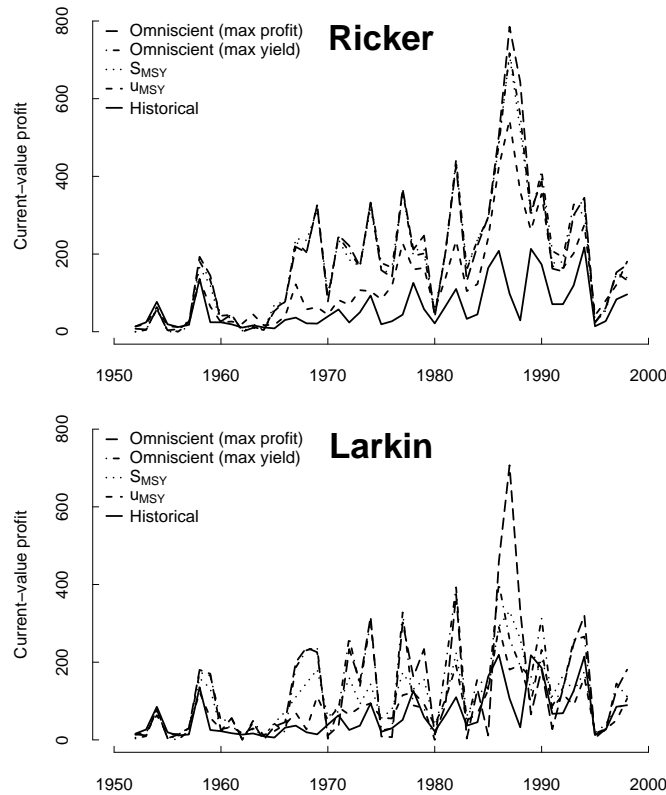 Ricker
Omniscient (max profit)
Omniscient (max yield)
SMSY
uMSY
Historical
Current−value profit
0
200
400
600
800
1950
1960
1970
1980
1990
2000
Larkin
Omniscient (max profit)
Omniscient (max yield)
SMSY
uMSY
Historical
Current−value profit
0
200
400
600
800
1950
1960
1970
1980
1990
2000